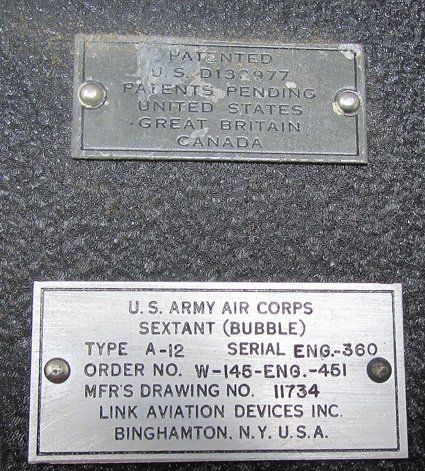 PATENTED
U.S. D132977
PATENTS PENDING
UNITED STATES
GREAT BRITAIN
CANADA
U.S. ARMY AIR CORPS
SEXTANT (BUBBLE)
TYPE A-12 SERIAL ENG.-360
ORDER NO. W-145-ENG.-451
MFR'S DRAWING NO. 11734
LINK AVIATION DEVICES INC.
BINGHAMTON, N.Y. U.S.A.